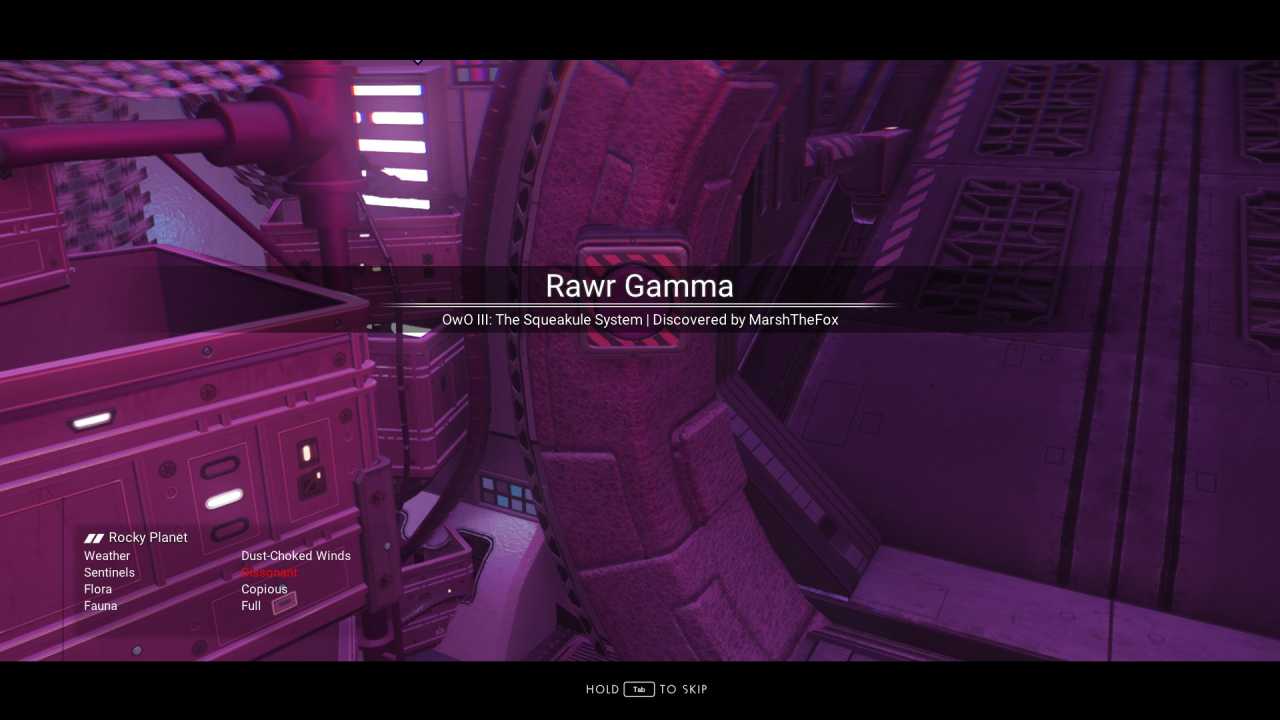 Rawr Gamma
OwO III: The Squeakule System | Discovered by MarshTheFox
Rocky Planet
Weather Dust-Choked Winds
Sentinels Dissonant
Flora Copious
Fauna Full
HOLD Tab TO SKIP